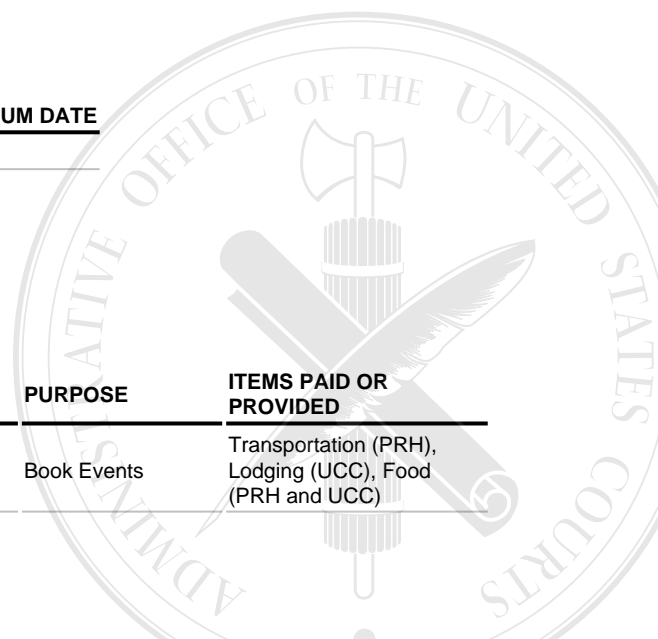 UM DATE
ADMINISTRATIVE OFFICE OF THE UNITED STATES COURTS
PURPOSE
ITEMS PAID OR
PROVIDED
Book Events
Transportation (PRH),
Lodging (UCC), Food
(PRH and UCC)